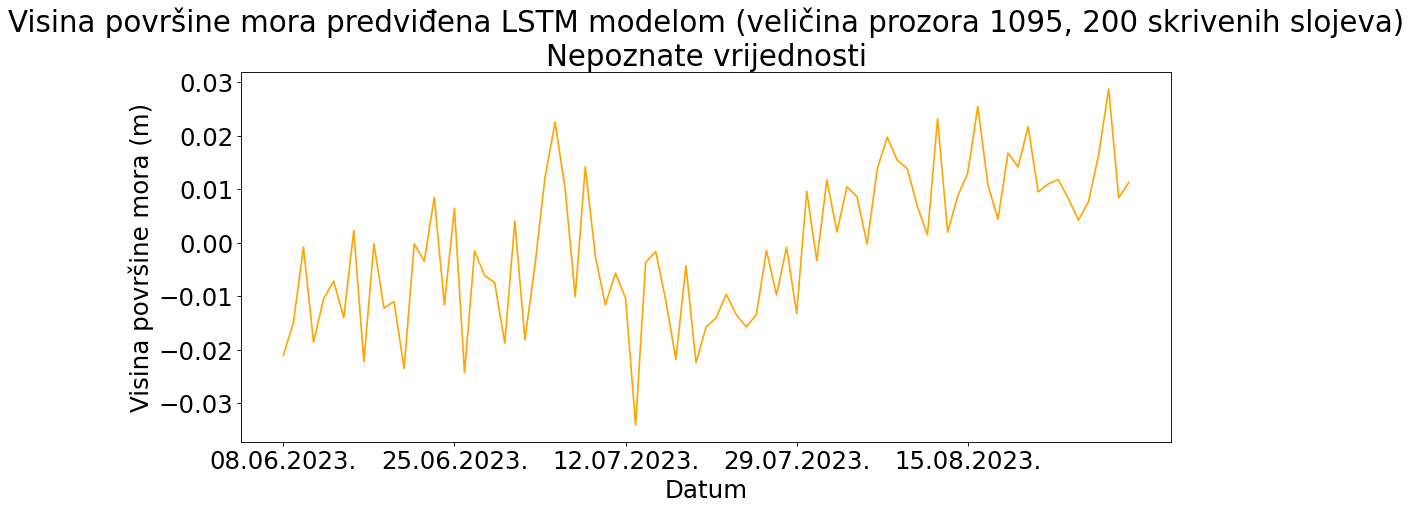 Visina površine mora predviđena LSTM modelom (veličina prozora 1095, 200 skrivenih slojeva)
Nepoznate vrijednosti
Visina površine mora (m)
0.03
0.02
0.01
0.00
−0.01
−0.02
−0.03
08.06.2023. 25.06.2023. 12.07.2023. 29.07.2023. 15.08.2023.
Datum